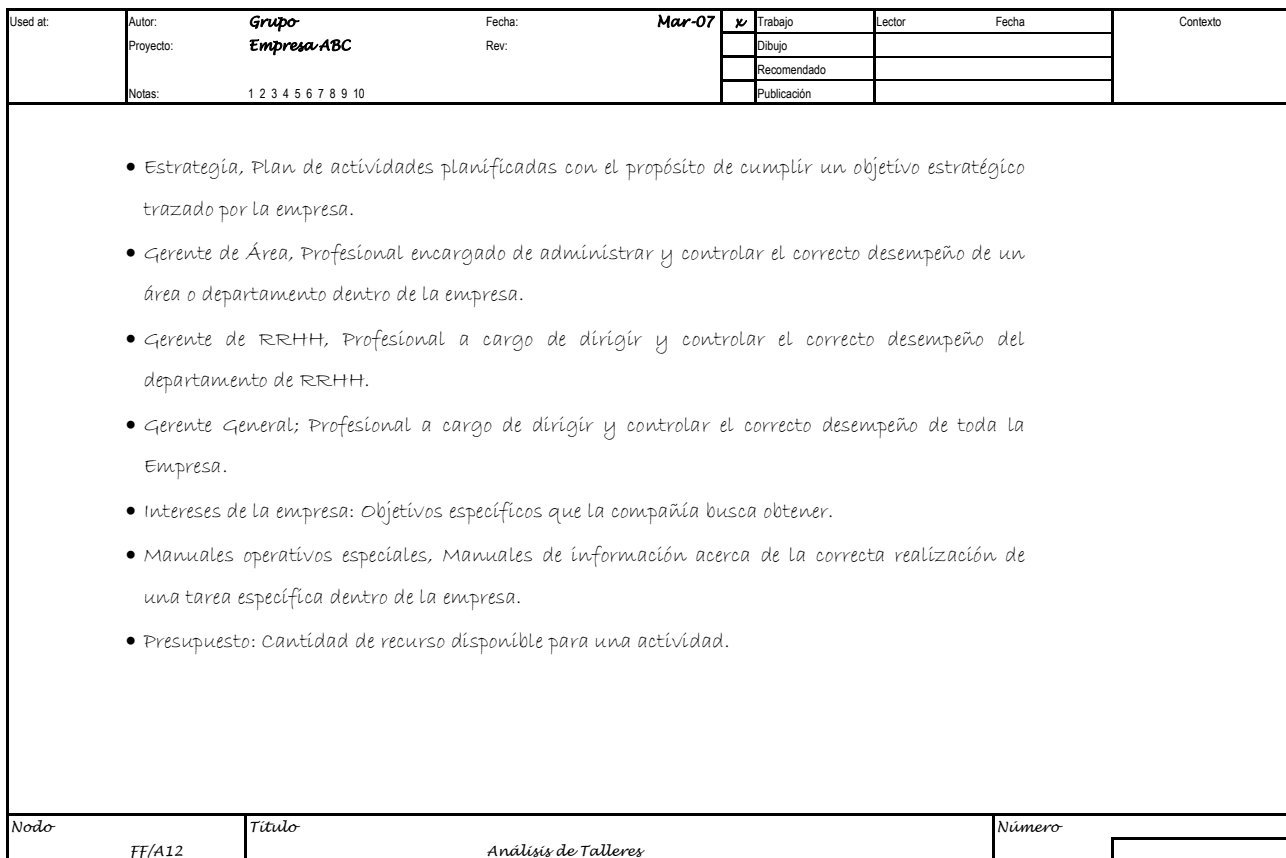 Used at: Autor: Grupo Fecha: Mar-07 x Trabajo Lector Fecha Contexto
Proyecto: Empresa ABC Rev: Dibujo
Recomendado
Notas: 1 2 3 4 5 6 7 8 9 10 Publicación
• Estrategia, Plan de actividades planificadas con el propósito de cumplir un objetivo estratégico
trazado por la empresa.
• Gerente de Área, Profesional encargado de administrar y controlar el correcto desempeño de un
área o departamento dentro de la empresa.
• Gerente de RRHH, Profesional a cargo de dirigir y controlar el correcto desempeño del
departamento de RRHH.
• Gerente General; Profesional a cargo de dirigir y controlar el correcto desempeño de toda la
Empresa.
• Intereses de la empresa: Objetivos específicos que la compañía busca obtener.
• Manuales operativos especiales, Manuales de información acerca de la correcta realización de
una tarea específica dentro de la empresa.
• Presupuesto: Cantidad de recurso disponible para una actividad.
Nodo Título Número
FF/A12 Análisis de Talleres